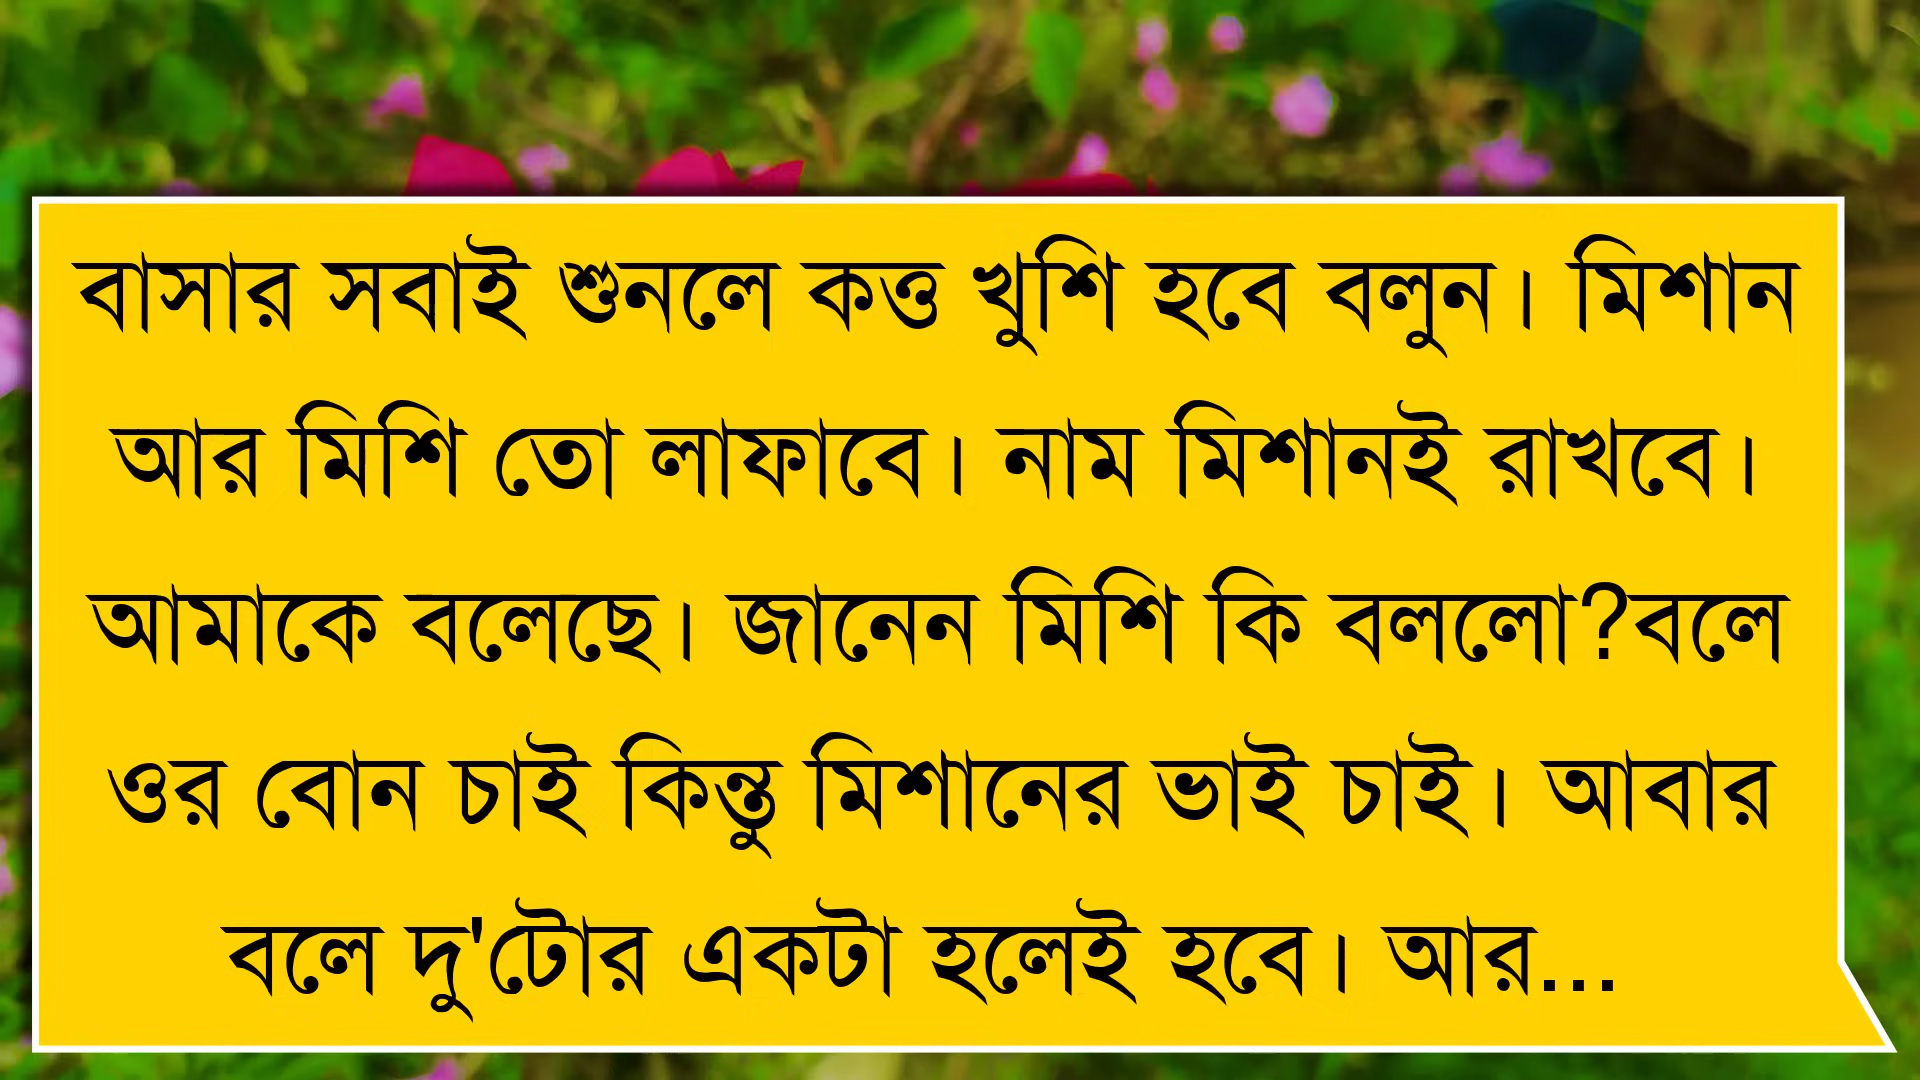 বাসার সবাই শুনলে কত্ত খুশি হবে বলুন। মিশান
আর মিশি তো লাফাবে। নাম মিশানই রাখবে।
আমাকে বলেছে। জানেন মিশি কি বললো?বলে
ওর বোন চাই কিন্তু মিশানের ভাই চাই। আবার
বলে দু'টোর একটা হলেই হবে। আর...